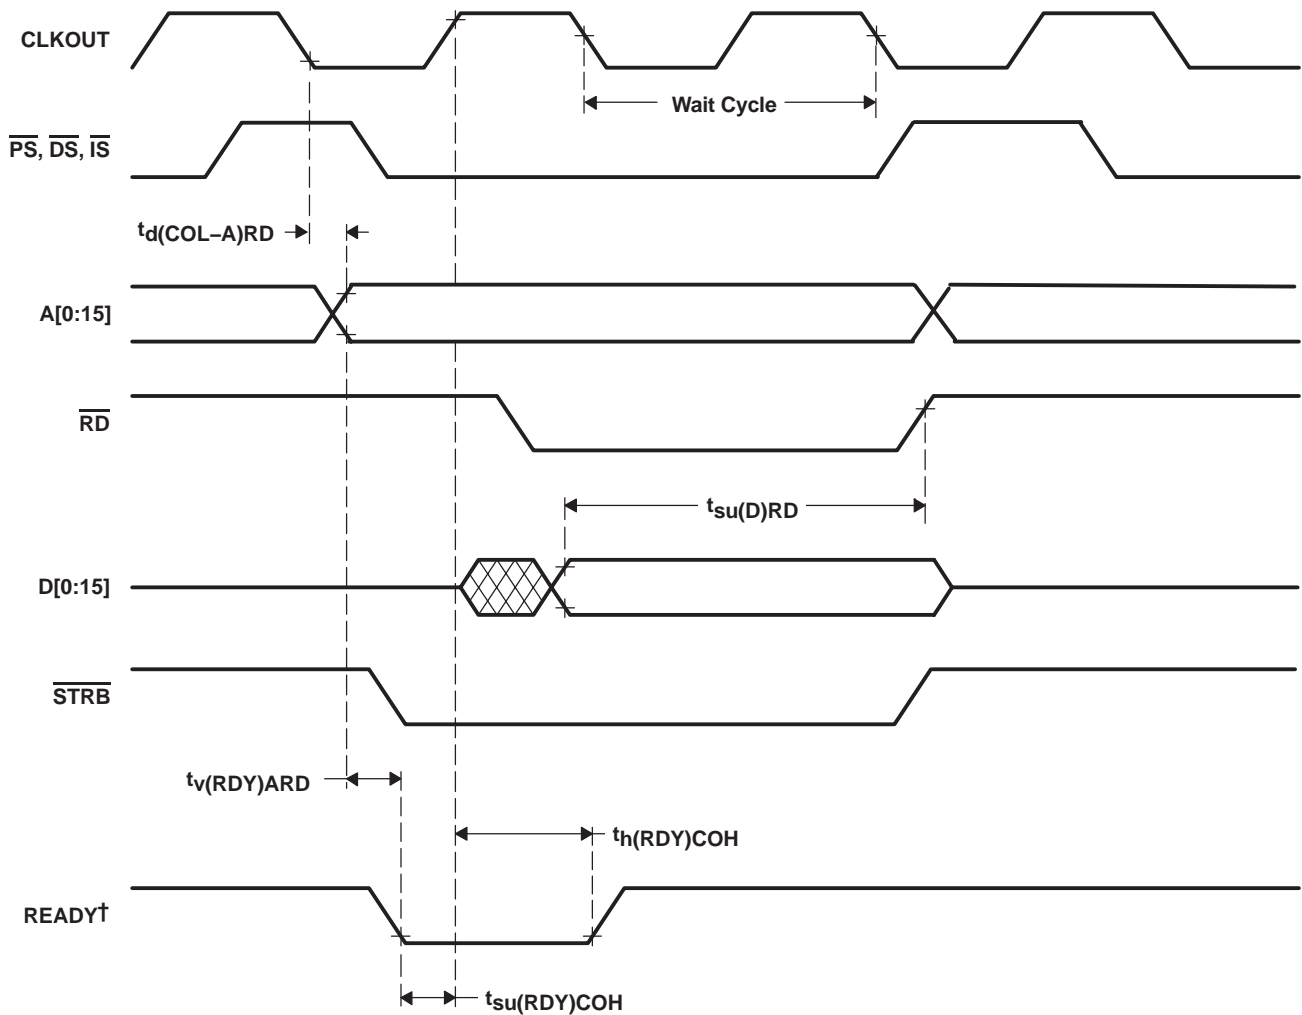 CLKOUT
Wait Cycle
PS, DS, IS
td(COL–A)RD
A[0:15]
RD
tsu(D)RD
D[0:15]
STRB
tv(RDY)ARD
th(RDY)COH
READY†
tsu(RDY)COH